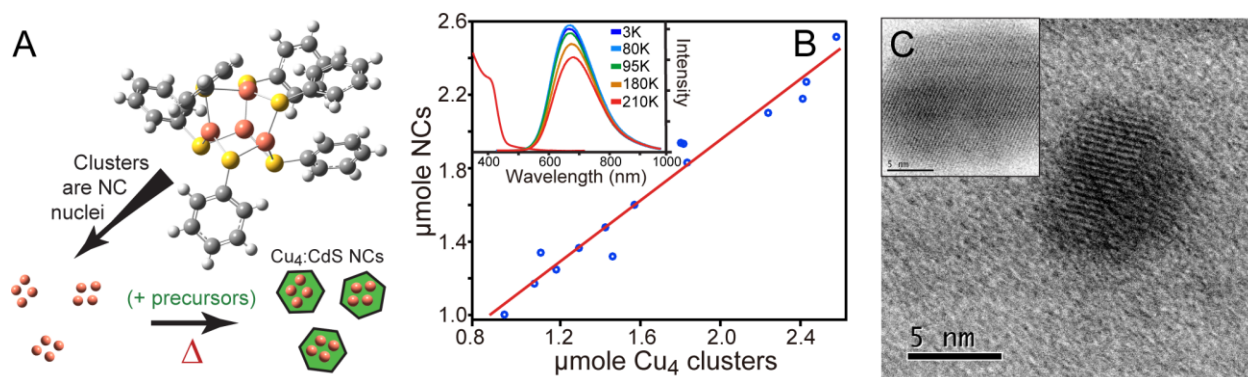 A
Clusters
are NC
nuclei
(+ precursors)
Δ
Cu4:CdS NCs
B
µmole NCs
2.6
2.2
1.8
1.4
1.0
0.8
1.2
1.6
2.0
2.4
µmole Cu4 clusters
3K
80K
95K
180K
210K
Intensity
400
600
800
1000
Wavelength (nm)
C
5 nm
5 nm